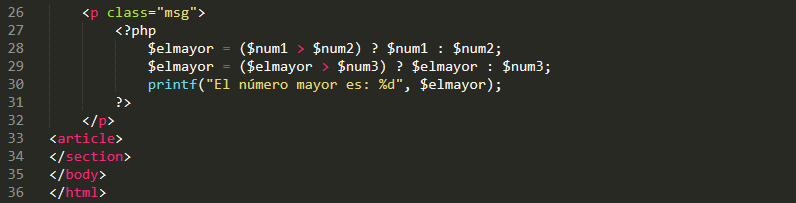 26 <p class="msg">
27 <?php
28 $elmayor = ($num1 > $num2) ? $num1 : $num2;
29 $elmayor = ($elmayor > $num3) ? $elmayor : $num3;
30 printf("El número mayor es: %d", $elmayor);
31 ?>
32 </p>
33 <article>
34 </section>
35 </body>
36 </html>